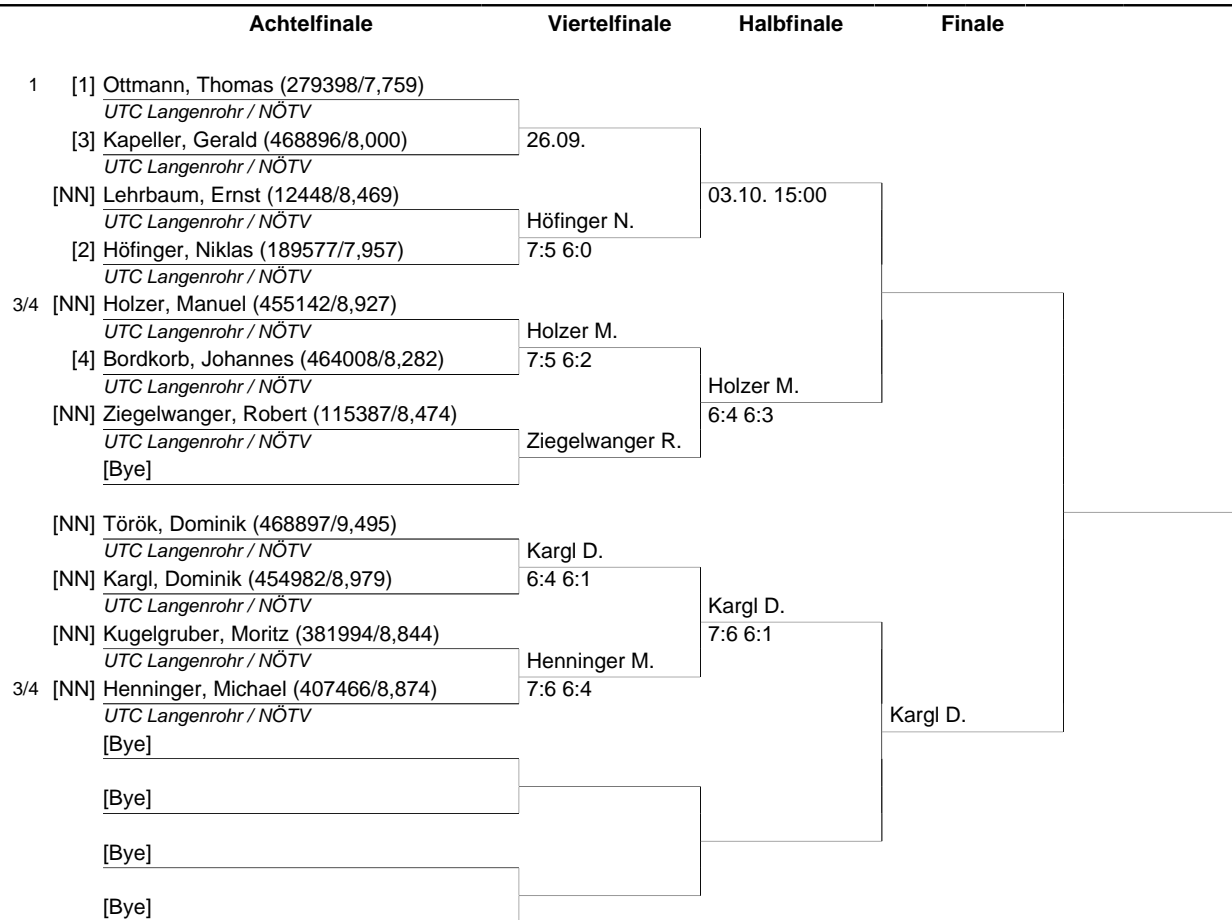 Achtelfinale Viertelfinale Halbfinale Finale
1 [1] Ottmann, Thomas (279398/7,759)
UTC Langenrohr / NÖTV
[3] Kapeller, Gerald (468896/8,000) 26.09.
UTC Langenrohr / NÖTV
[NN] Lehrbaum, Ernst (12448/8,469) 03.10. 15:00
UTC Langenrohr / NÖTV Höfinger N.
[2] Höfinger, Niklas (189577/7,957) 7:5 6:0
UTC Langenrohr / NÖTV
3/4 [NN] Holzer, Manuel (455142/8,927)
UTC Langenrohr / NÖTV Holzer M.
[4] Bordkorb, Johannes (464008/8,282) 7:5 6:2
UTC Langenrohr / NÖTV Holzer M.
[NN] Ziegelwanger, Robert (115387/8,474) 6:4 6:3
UTC Langenrohr / NÖTV Ziegelwanger R.
[Bye]
[NN] Török, Dominik (468897/9,495)
UTC Langenrohr / NÖTV Kargl D.
[NN] Kargl, Dominik (454982/8,979) 6:4 6:1
UTC Langenrohr / NÖTV Kargl D.
[NN] Kugelgruber, Moritz (381994/8,844) 7:6 6:1
UTC Langenrohr / NÖTV Henninger M.
3/4 [NN] Henninger, Michael (407466/8,874) 7:6 6:4
UTC Langenrohr / NÖTV Kargl D.
[Bye]
[Bye]
[Bye]
[Bye]